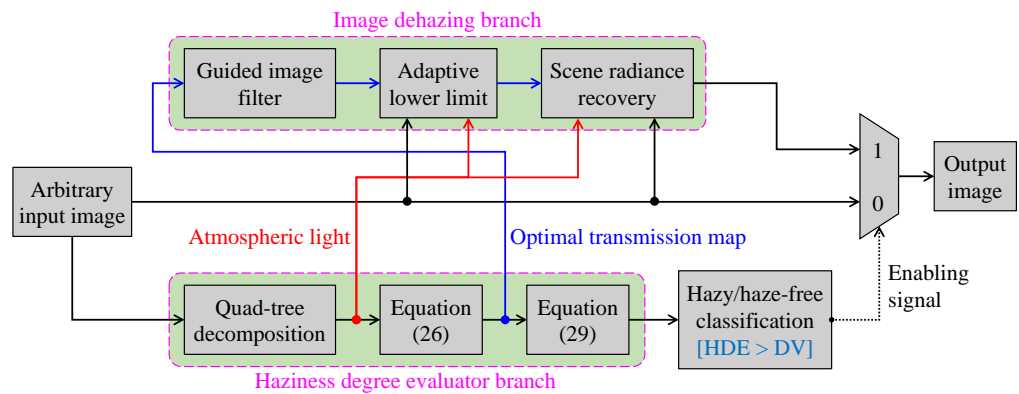 Image dehazing branch
Guided image
filter
Adaptive
lower limit
Scene radiance
recovery
Arbitrary
input image
1
0
Output
image
Atmospheric light
Optimal transmission map
Enabling
signal
Quad-tree
decomposition
Equation
(26)
Equation
(29)
Hazy/haze-free
classification
[HDE > DV]
Haziness degree evaluator branch